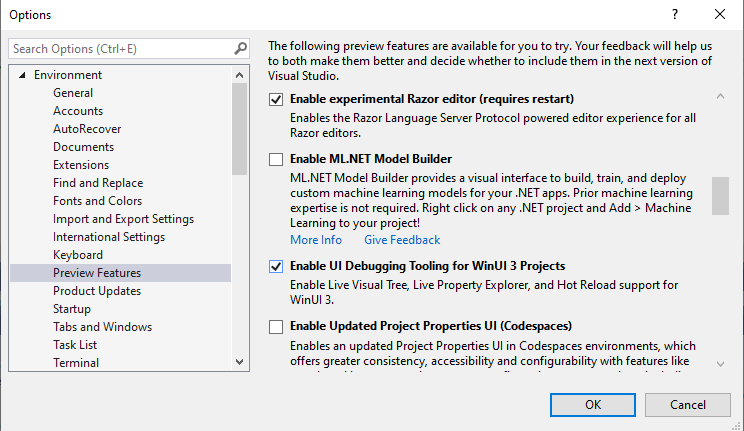 Options
?
Search Options (Ctrl+E)
Environment
General
Accounts
AutoRecover
Documents
Extensions
Find and Replace
Fonts and Colors
Import and Export Settings
International Settings
Keyboard
Preview Features
Product Updates
Startup
Tabs and Windows
Task List
Terminal
The following preview features are available for you to try. Your feedback will help us
to both make them better and decide whether to include them in the next version of
Visual Studio.
Enable experimental Razor editor (requires restart)
Enables the Razor Language Server Protocol powered editor experience for all
Razor editors.
Enable ML.NET Model Builder
ML.NET Model Builder provides a visual interface to build, train, and deploy
custom machine learning models for your .NET apps. Prior machine learning
expertise is not required. Right click on any .NET project and Add > Machine
Learning to your project!
More Info Give Feedback
Enable UI Debugging Tooling for WinUI 3 Projects
Enable Live Visual Tree, Live Property Explorer, and Hot Reload support for
WinUI 3.
Enable Updated Project Properties UI (Codespaces)
Enables an updated Project Properties UI in Codespaces environments, which
offers greater consistency, accessibility and configurability with features like
OK Cancel